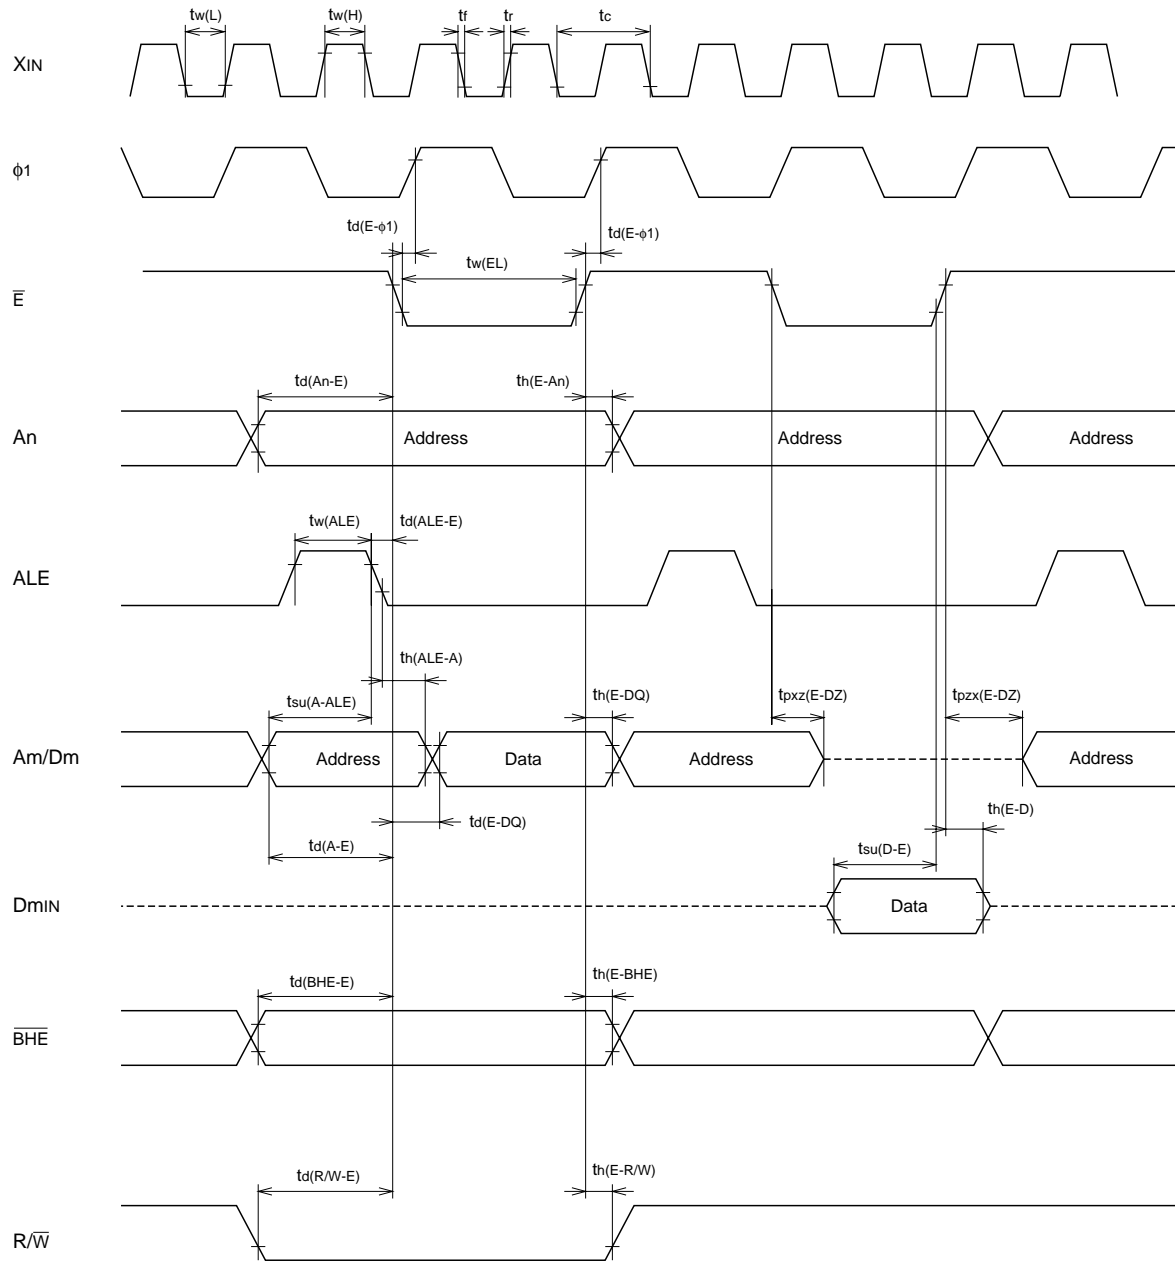 tw(L) tw(H) tf tr tc
XIN
ϕ1
td(E-ϕ1) td(E-ϕ1)
tw(EL)
E̅
td(An-E) th(E-An)
An Address Address Address
tw(ALE) td(ALE-E)
ALE
th(ALE-A)
tsu(A-ALE) th(E-DQ) tpxz(E-DZ) tpzx(E-DZ)
Am/Dm Address Data Address Address
td(E-DQ) th(E-D)
td(A-E) tsu(D-E)
DmIN Data
td(BHE-E) th(E-BHE)
B̅H̅E̅
td(R/W-E) th(E-R/W)
R/W̅